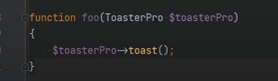 function foo(ToasterPro $toasterPro)
{
    $toasterPro->toast();
}